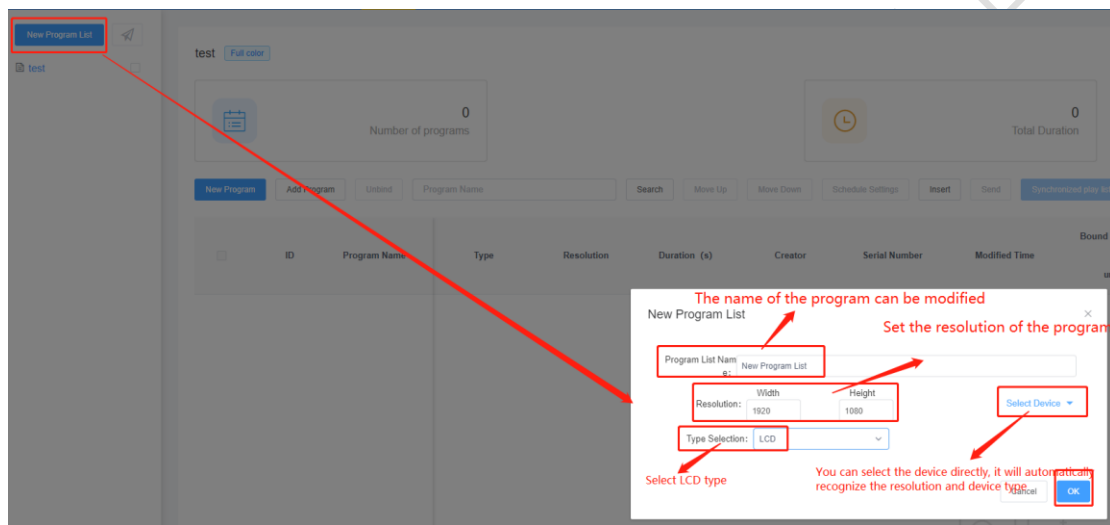 New Program List
test
test Full color
0
Number of programs
0
Total Duration
New Program Add Program Unbind Program Name Search Move Up Move Down Schedule Settings Insert Send Synchronized play
Bound
ID Program Name Type Resolution Duration (s) Creator Serial Number Modified Time
The name of the program can be modified
New Program List
Set the resolution of the program
Program List Nam
e:
New Program List
Width Height
Resolution: 1920 1080
Select Device
Type Selection: LCD
Select LCD type
You can select the device directly, it will automatically
recognize the resolution and device type
Cancel OK